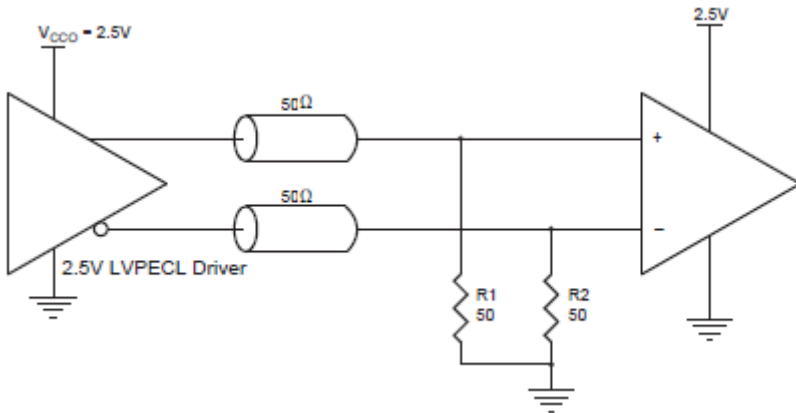 VCCO = 2.5V
2.5V
50Ω
+
50Ω
−
2.5V LVPECL Driver
R1
50
R2
50